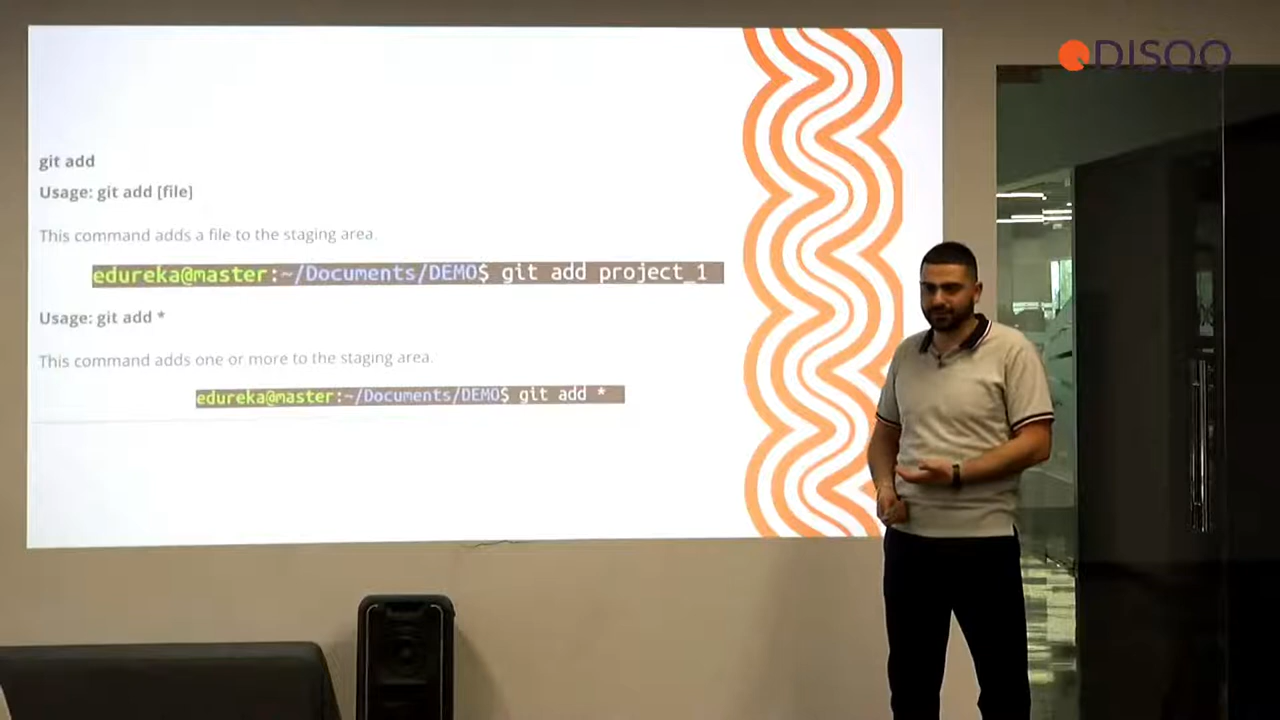 DISQO
git add
Usage: git add [file]
This command adds a file to the staging area.
edureka@master:~/Documents/DEMO$ git add project_1
Usage: git add *
This command adds one or more to the staging area.
edureka@master:~/Documents/DEMO$ git add *